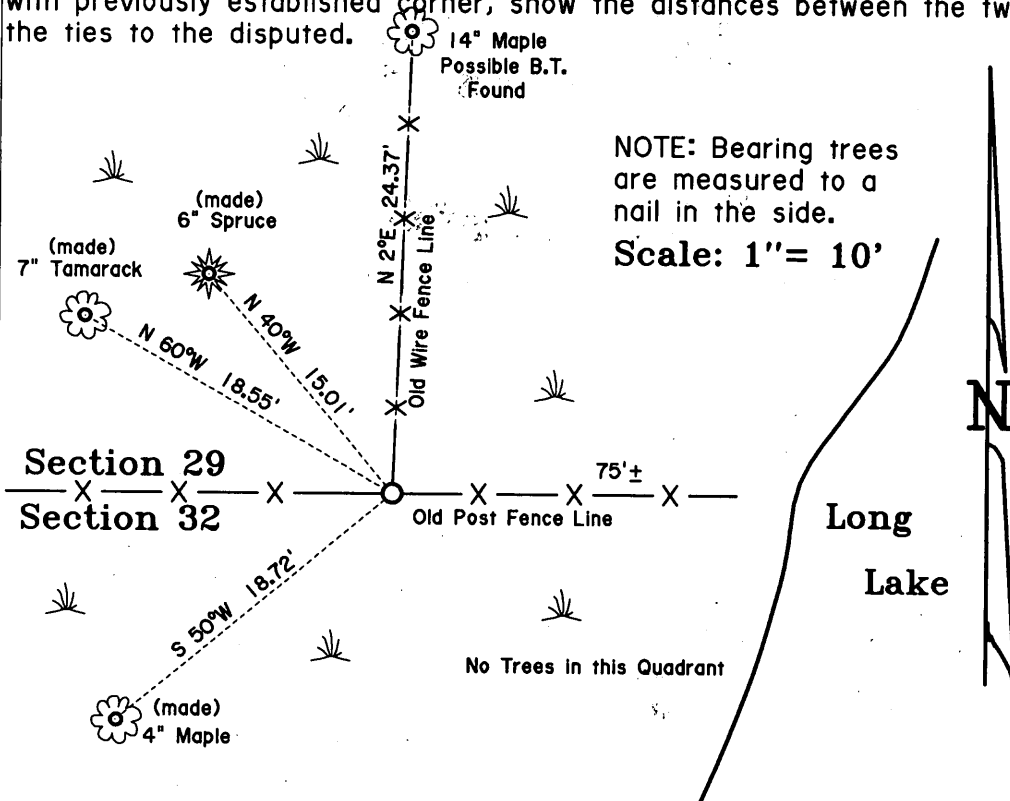 with previously established corner, show the distances between the tw
the ties to the disputed.
14" Maple
Possible B.T.
Found
NOTE: Bearing trees
are measured to a
nail in the side.
Scale: 1"= 10'
(made)
6" Spruce
(made)
7" Tamarack
N 2°E 24.37'
Old Wire Fence Line
N 40°W 15.01'
N 60°W 18.55'
N
Section 29
75'±
Section 32
Old Post Fence Line
Long
Lake
S 50°W 18.72'
No Trees in this Quadrant
(made)
4" Maple